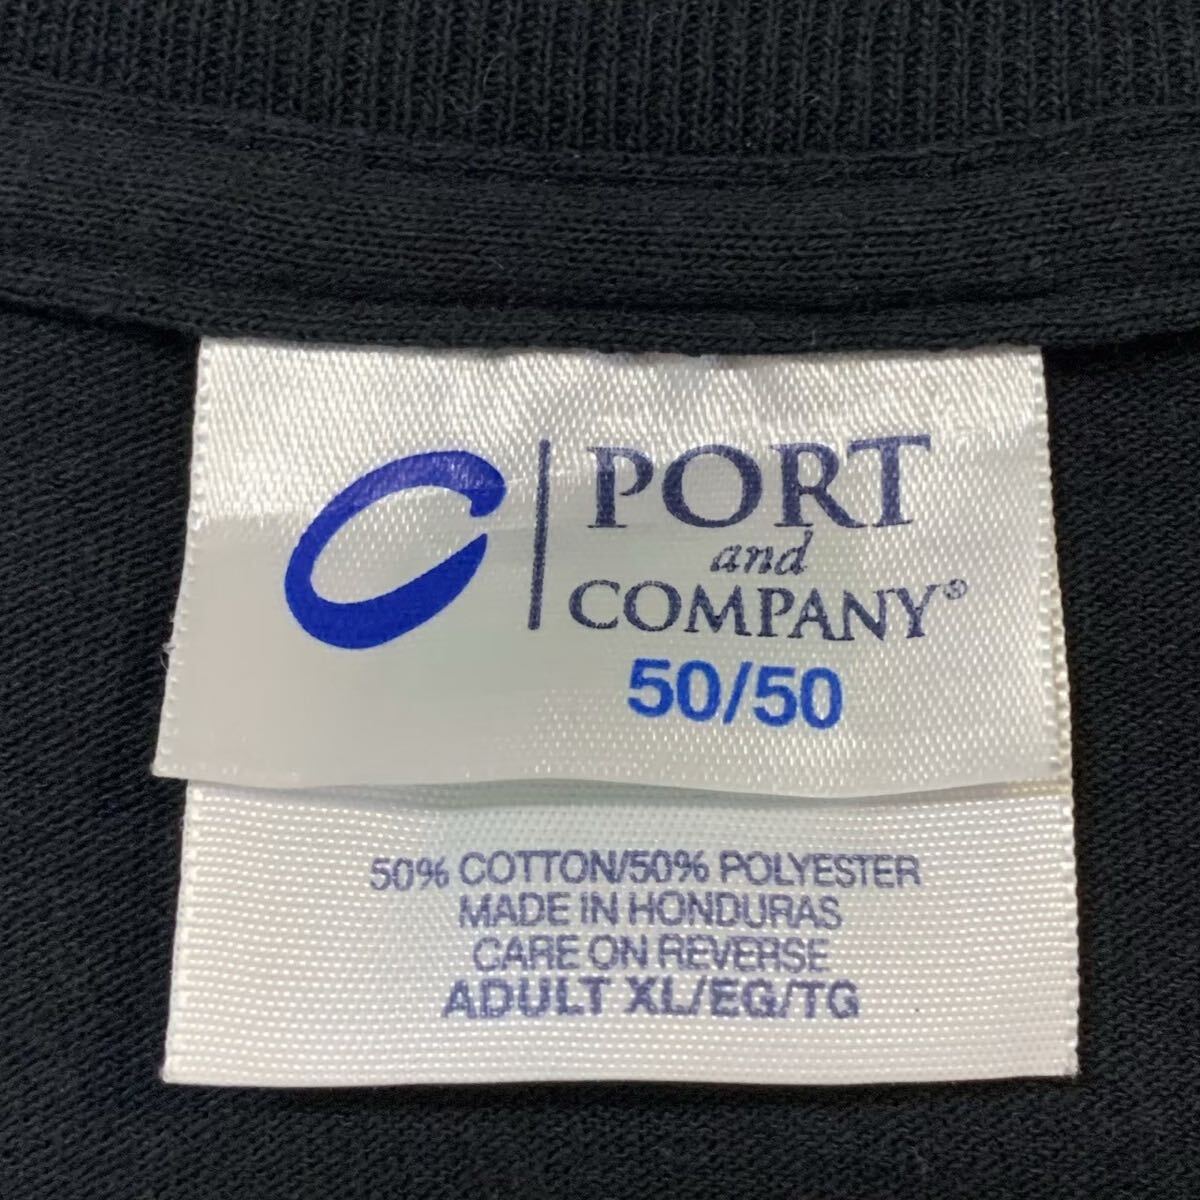 PORT
and
COMPANY®
50/50
50% COTTON/50% POLYESTER
MADE IN HONDURAS
CARE ON REVERSE
ADULT XL/EG/TG